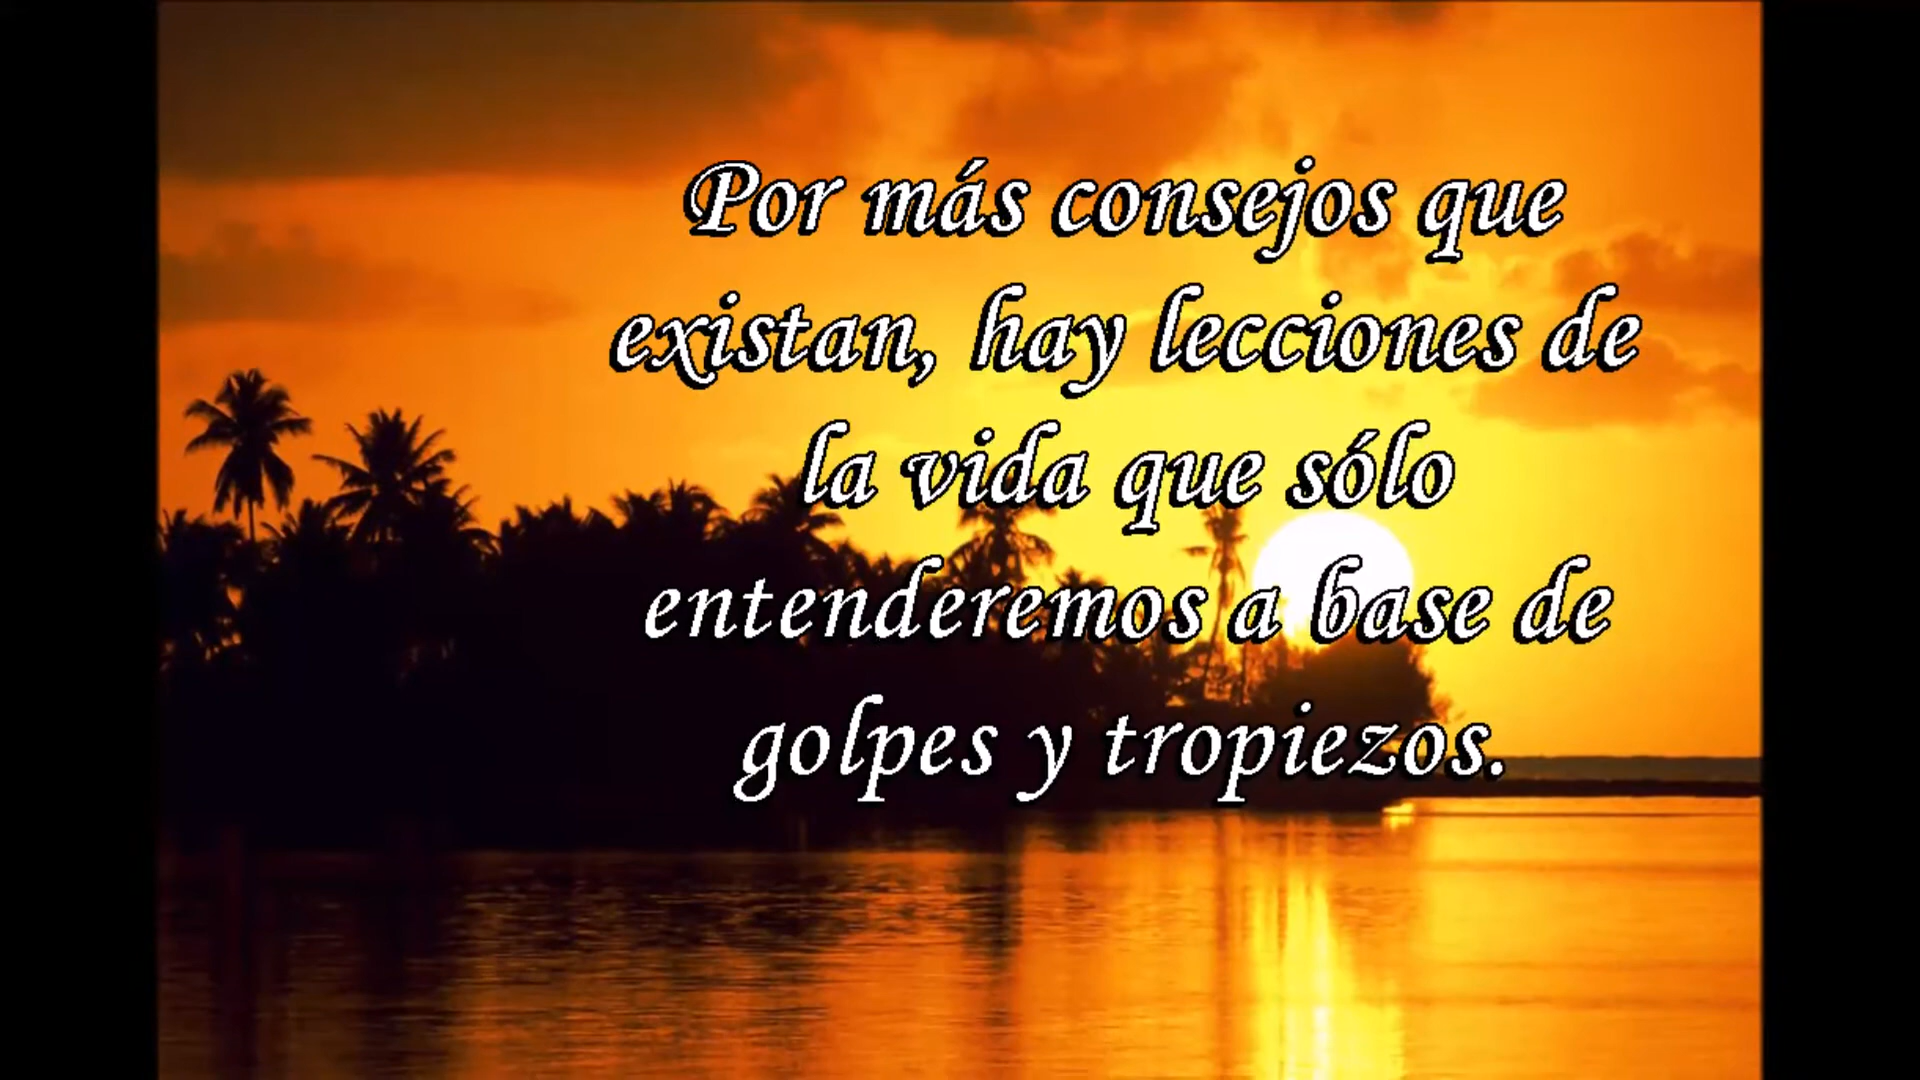 Por más consejos que
existan, hay lecciones de
la vida que sólo
entenderemos a base de
golpes y tropiezos.